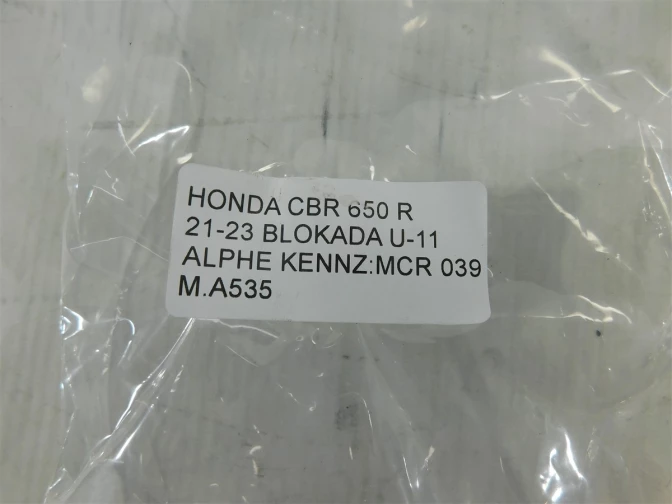 HONDA CBR 650 R
21-23 BLOKADA U-11
ALPHE KENNZ:MCR 039
M.A535